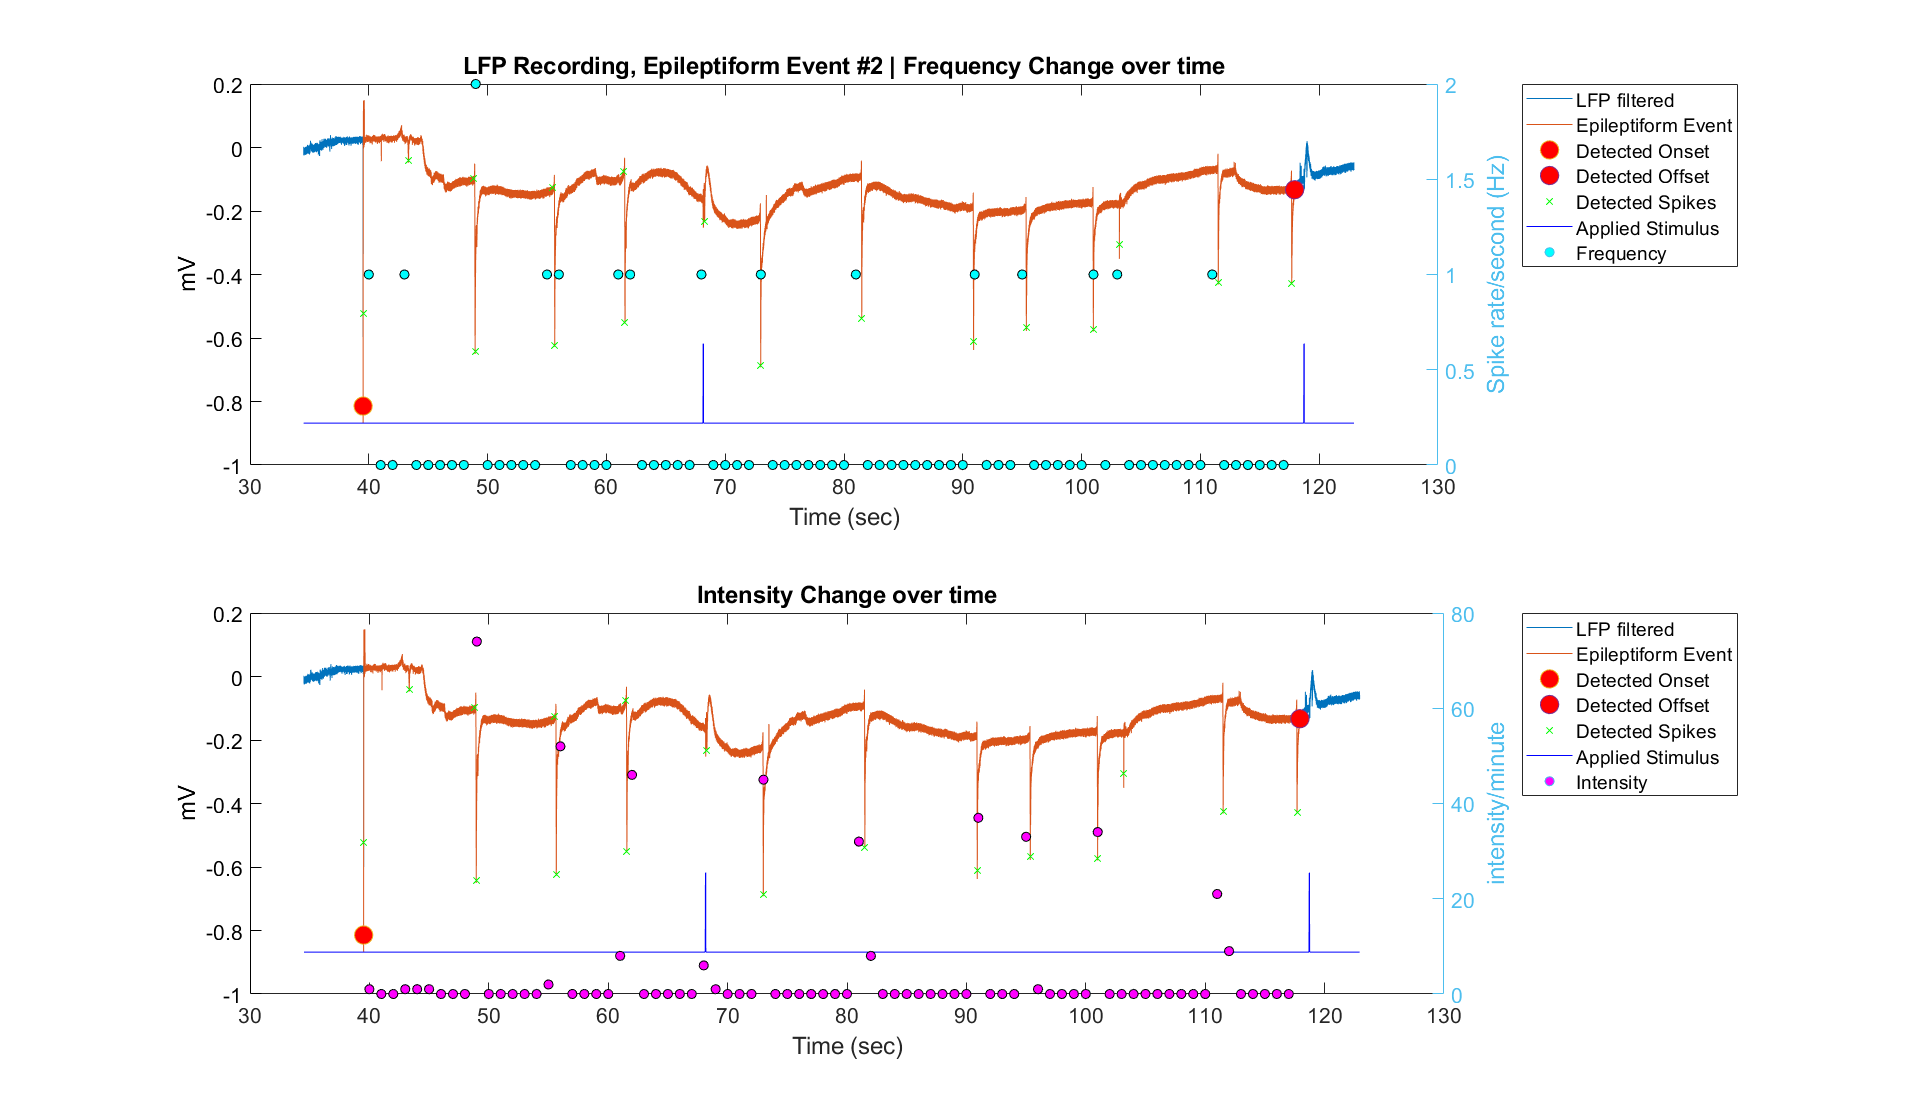 LFP Recording, Epileptiform Event #2 | Frequency Change over time
0.2
0
-0.2
-0.4
-0.6
-0.8
-1
mV
30 40 50 60 70 80 90 100 110 120 130
Time (sec)
2
1.5
1
0.5
0
Spike rate/second (Hz)
LFP filtered
Epileptiform Event
Detected Onset
Detected Offset
Detected Spikes
Applied Stimulus
Frequency
Intensity Change over time
0.2
0
-0.2
-0.4
-0.6
-0.8
-1
mV
30 40 50 60 70 80 90 100 110 120 130
Time (sec)
80
60
40
20
0
intensity/minute
LFP filtered
Epileptiform Event
Detected Onset
Detected Offset
Detected Spikes
Applied Stimulus
Intensity